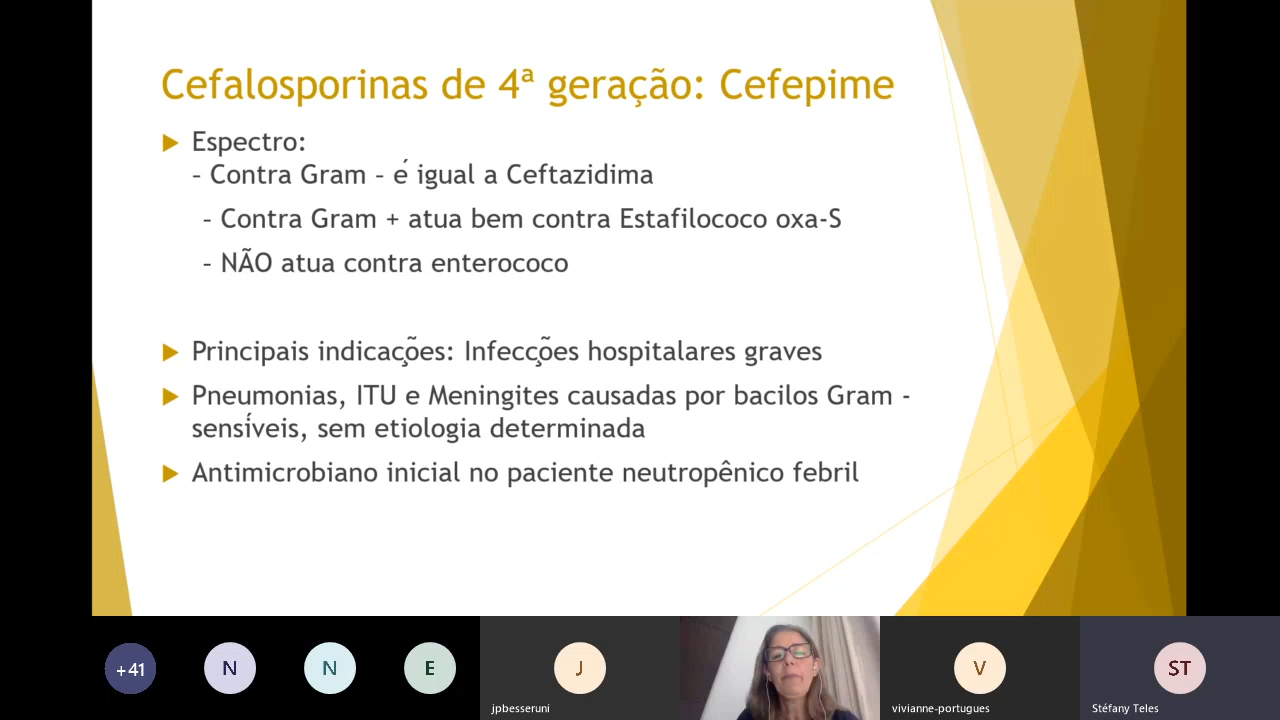 Cefalosporinas de 4ª geração: Cefepime
Espectro:
– Contra Gram – é igual a Ceftazidima
– Contra Gram + atua bem contra Estafilococo oxa-S
– NÃO atua contra enterococo
Principais indicações: Infecções hospitalares graves
Pneumonias, ITU e Meningites causadas por bacilos Gram -
sensíveis, sem etiologia determinada
Antimicrobiano inicial no paciente neutropênico febril
+41
N
N
E
J
V
ST
jpbesseruni
vivianne-portugues
Stéfany Teles